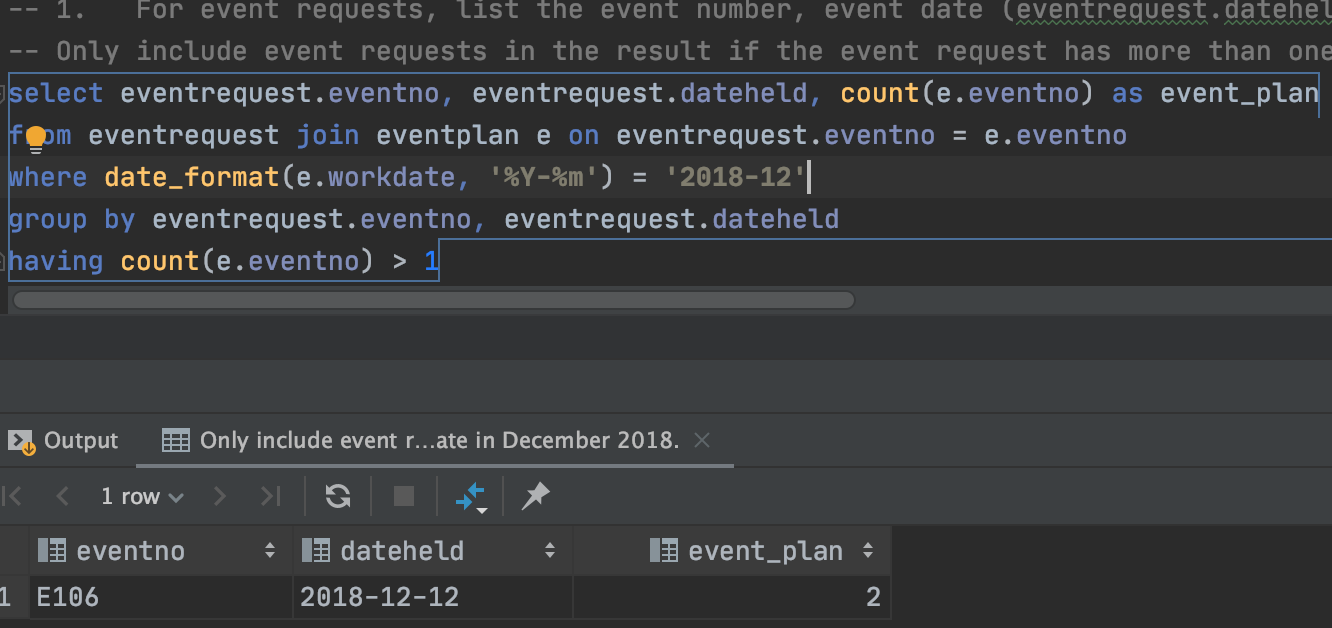 -- 1.   For event requests, list the event number, event date (eventrequest.datehel
-- Only include event requests in the result if the event request has more than one
select eventrequest.eventno, eventrequest.dateheld, count(e.eventno) as event_plan
from eventrequest join eventplan e on eventrequest.eventno = e.eventno
where date_format(e.workdate, '%Y-%m') = '2018-12'
group by eventrequest.eventno, eventrequest.dateheld
having count(e.eventno) > 1
Output Only include event r...ate in December 2018.
1 row
eventno dateheld event_plan
1 E106 2018-12-12 2